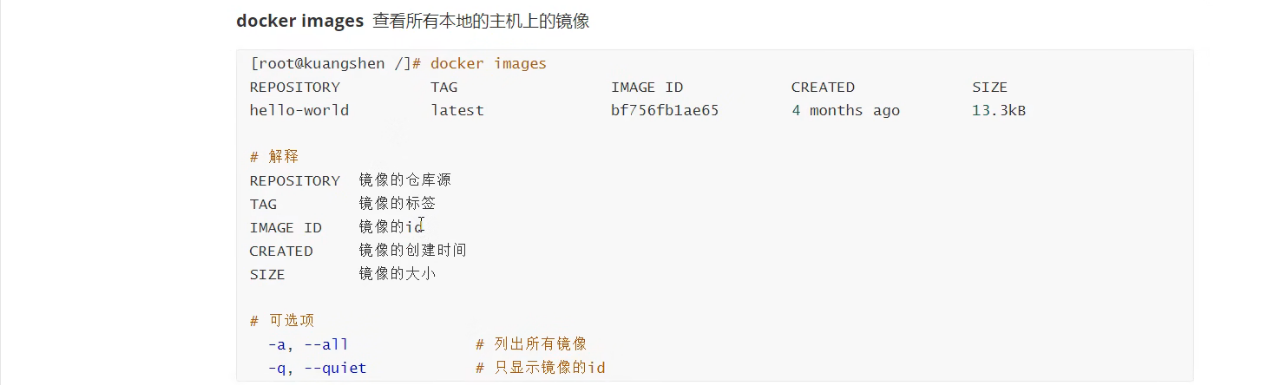 docker images 查看所有本地的主机上的镜像
[root@kuangshen /]# docker images
REPOSITORY TAG IMAGE ID CREATED SIZE
hello-world latest bf756fb1ae65 4 months ago 13.3kB
# 解释
REPOSITORY 镜像的仓库源
TAG 镜像的标签
IMAGE ID 镜像的id
CREATED 镜像的创建时间
SIZE 镜像的大小
# 可选项
-a, --all # 列出所有镜像
-q, --quiet # 只显示镜像的id